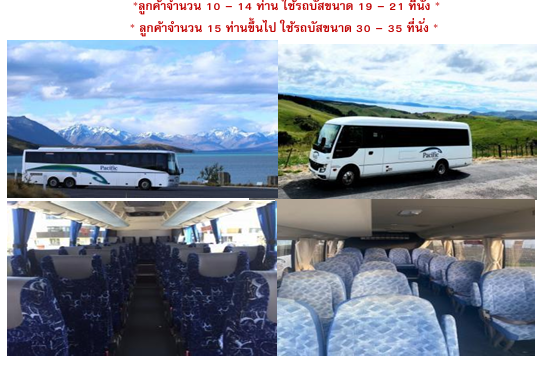 *ลูกค้าจำนวน 10 – 14 ท่าน ใช้รถบัสขนาด 19 – 21 ที่นั่ง *
* ลูกค้าจำนวน 15 ท่านขึ้นไป ใช้รถบัสขนาด 30 – 35 ที่นั่ง *
Pacific
Pacific